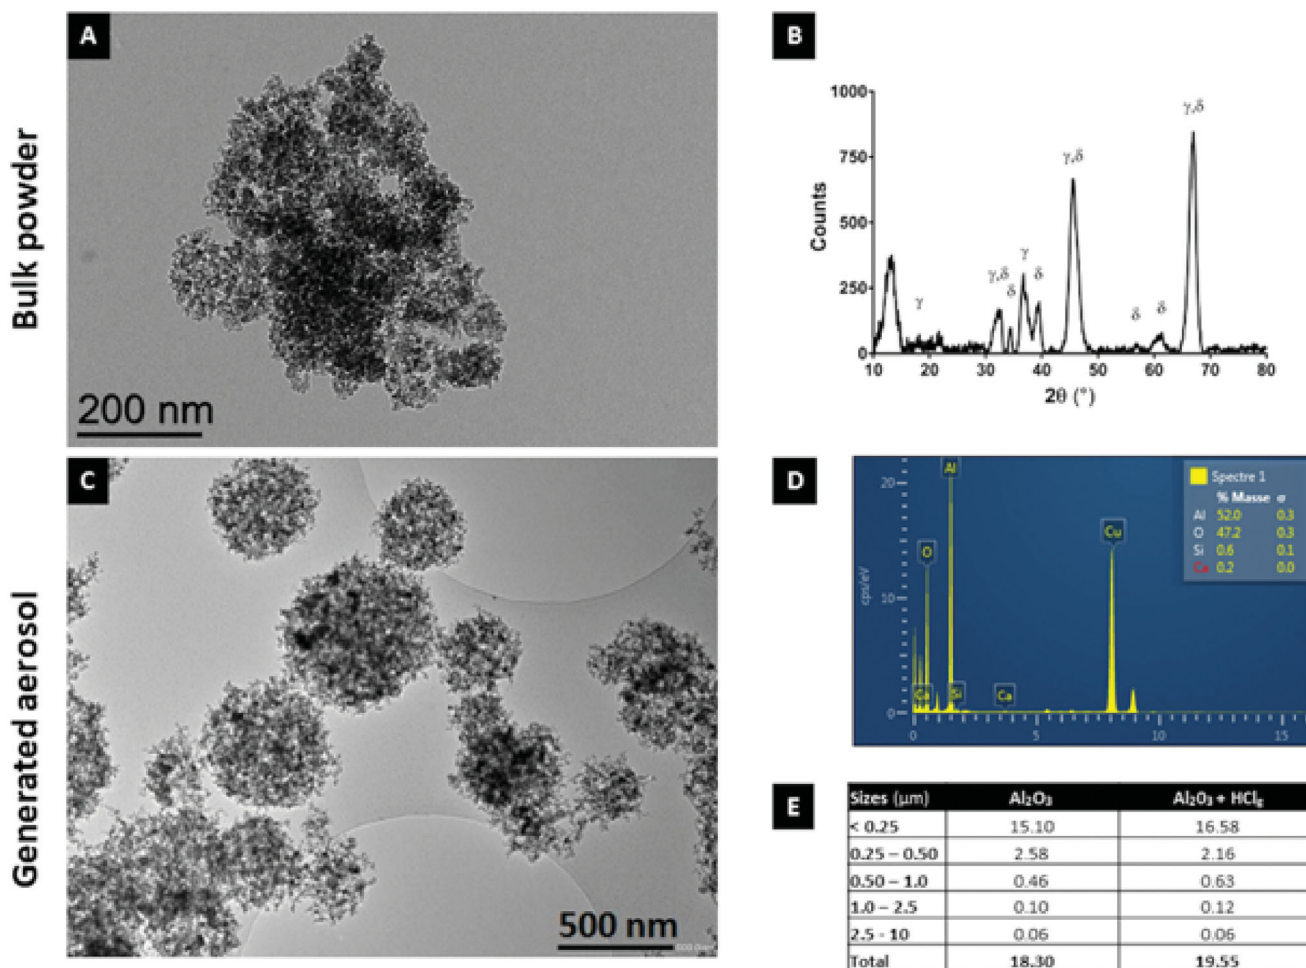 A
Bulk powder
200 nm
B
1000
750
500
250
0
Counts
γ
γ,δ
δ
γ
δ
γ,δ
δ
δ
γ,δ
10 20 30 40 50 60 70 80
2θ (°)
C
Generated aerosol
500 nm
D
20
10
0
cps/eV
Al
O
Cu
Ca
Si
Ca
0 5 10 15
Spectre 1
% Masse σ
Al 52.0 0.3
O 47.2 0.3
Si 0.6 0.1
Ca 0.2 0.0
E
Sizes (µm) Al₂O₃ Al₂O₃ + HClg
< 0.25 15.10 16.58
0.25 – 0.50 2.58 2.16
0.50 – 1.0 0.46 0.63
1.0 – 2.5 0.10 0.12
2.5 - 10 0.06 0.06
Total 18.30 19.55